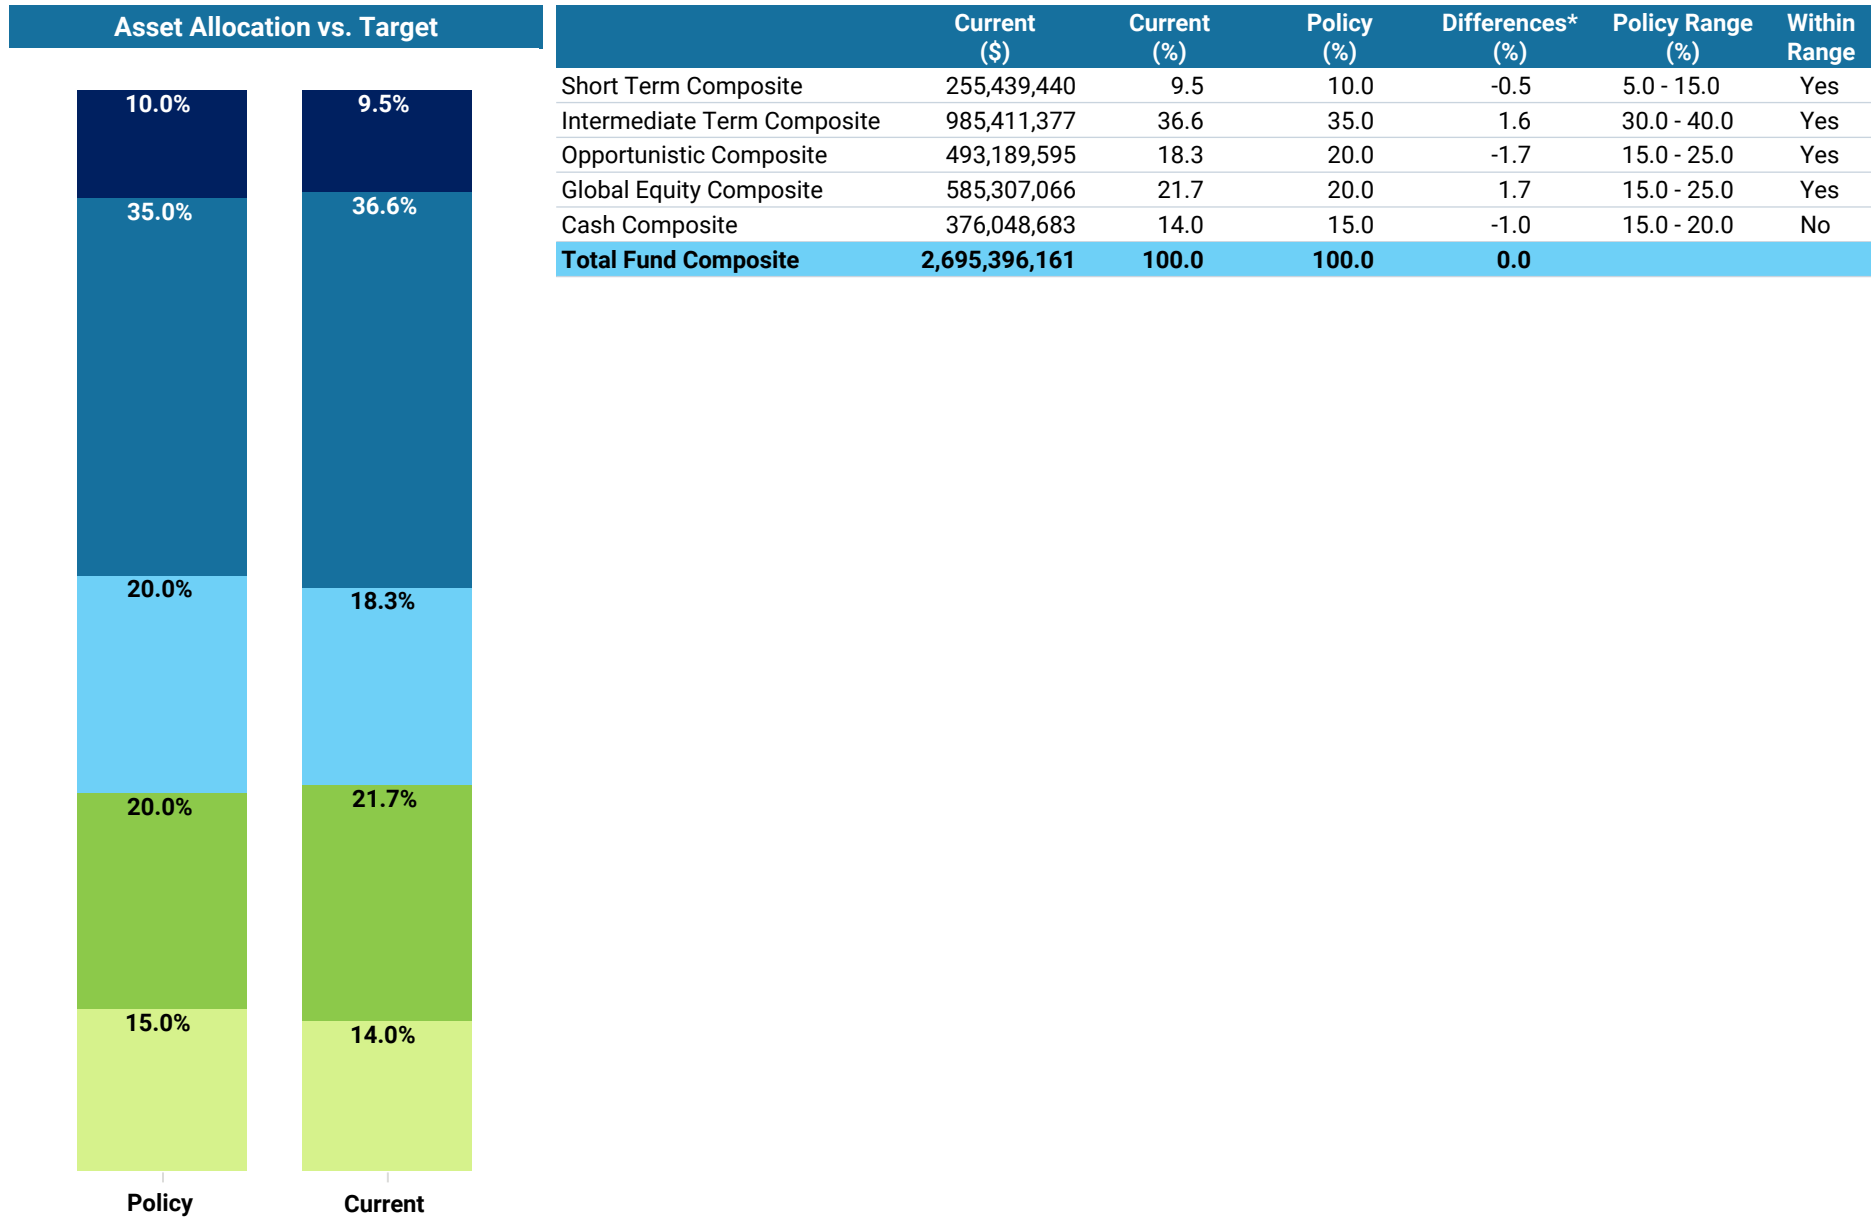 Asset Allocation vs. Target
10.0%
9.5%
35.0%
36.6%
20.0%
18.3%
20.0%
21.7%
15.0%
14.0%
Policy
Current
Current Current Policy Differences* Policy Range Within
($) (%) (%) (%) (%) Range
Short Term Composite 255,439,440 9.5 10.0 -0.5 5.0 - 15.0 Yes
Intermediate Term Composite 985,411,377 36.6 35.0 1.6 30.0 - 40.0 Yes
Opportunistic Composite 493,189,595 18.3 20.0 -1.7 15.0 - 25.0 Yes
Global Equity Composite 585,307,066 21.7 20.0 1.7 15.0 - 25.0 Yes
Cash Composite 376,048,683 14.0 15.0 -1.0 15.0 - 20.0 No
Total Fund Composite 2,695,396,161 100.0 100.0 0.0